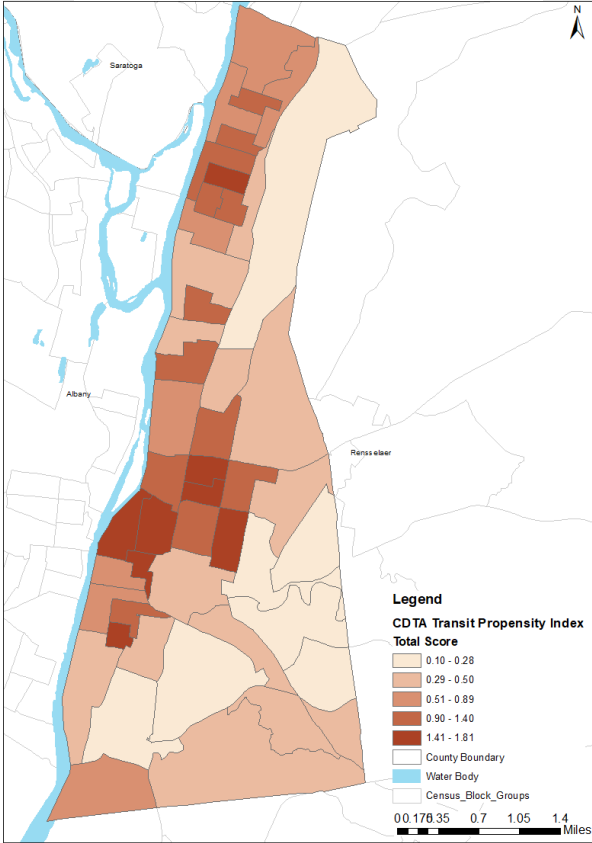 N
Saratoga
Albany
Rensselaer
Legend
CDTA Transit Propensity Index
Total Score
0.10 - 0.28
0.29 - 0.50
0.51 - 0.89
0.90 - 1.40
1.41 - 1.81
County Boundary
Water Body
Census_Block_Groups
0 0.1750.35 0.7 1.05 1.4
Miles